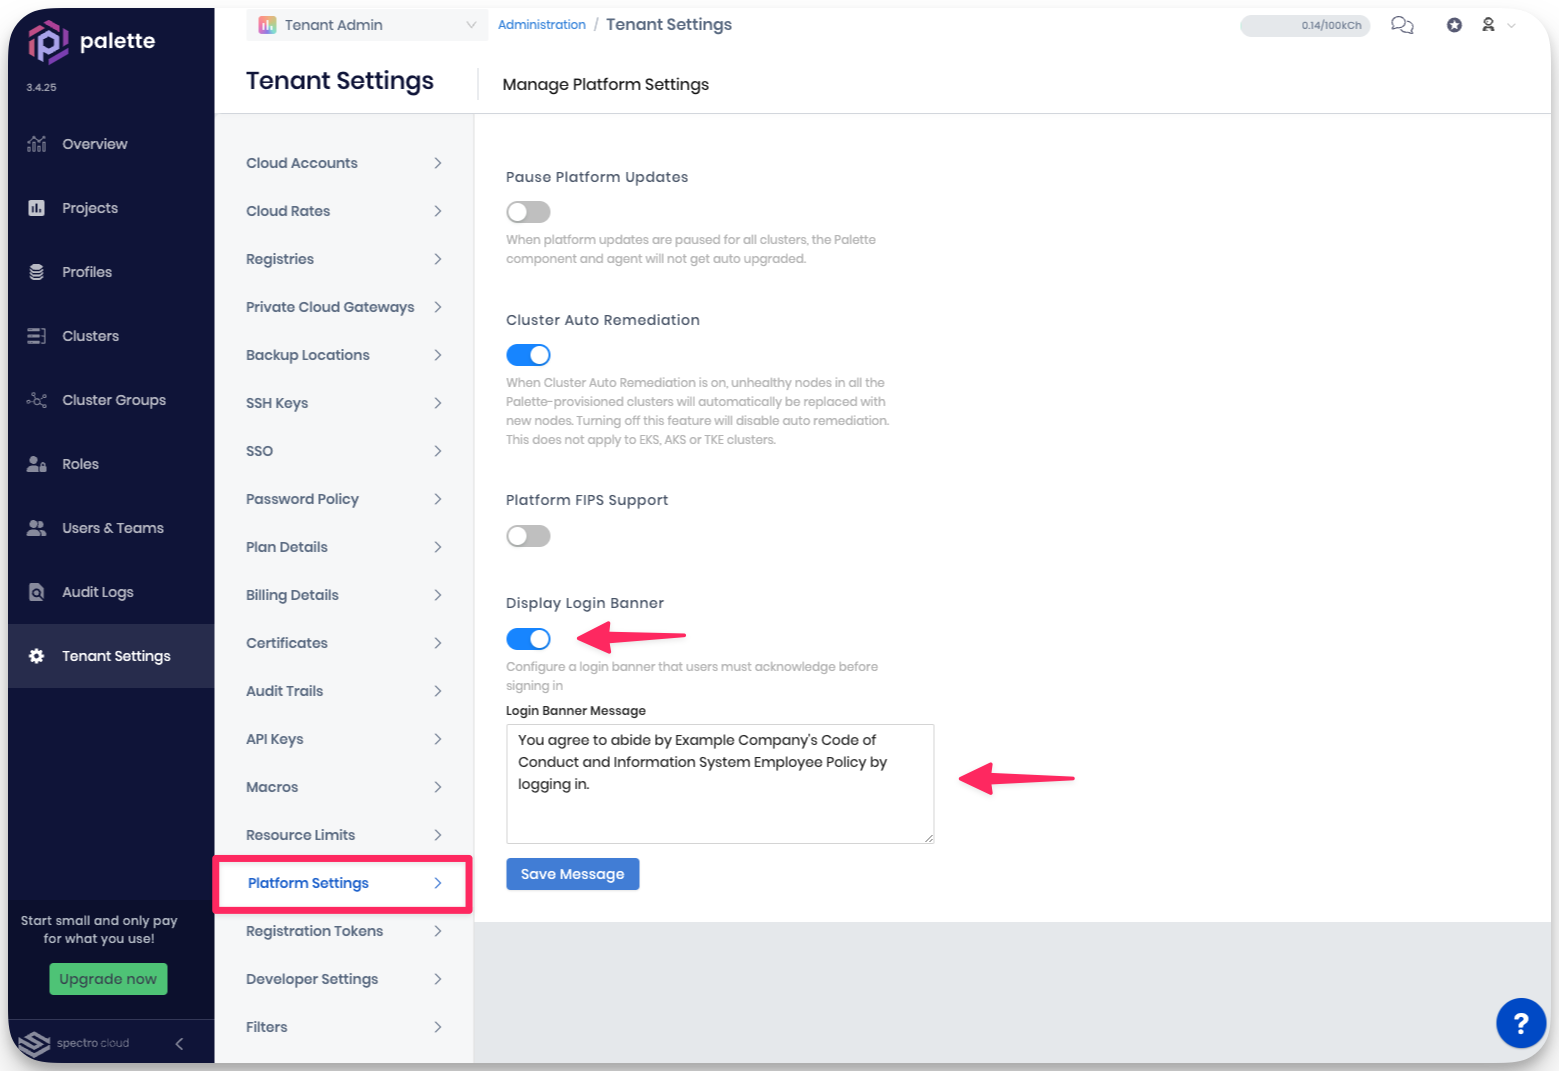 palette
3.4.25
Overview
Projects
Profiles
Clusters
Cluster Groups
Roles
Users & Teams
Audit Logs
Tenant Settings
Start small and only pay
for what you use!
Upgrade now
spectro cloud
Tenant Admin
Administration / Tenant Settings
0.14/100kCh
Tenant Settings
Manage Platform Settings
Cloud Accounts
Cloud Rates
Registries
Private Cloud Gateways
Backup Locations
SSH Keys
SSO
Password Policy
Plan Details
Billing Details
Certificates
Audit Trails
API Keys
Macros
Resource Limits
Platform Settings
Registration Tokens
Developer Settings
Filters
Pause Platform Updates
When platform updates are paused for all clusters, the Palette
component and agent will not get auto upgraded.
Cluster Auto Remediation
When Cluster Auto Remediation is on, unhealthy nodes in all the
Palette-provisioned clusters will automatically be replaced with
new nodes. Turning off this feature will disable auto remediation.
This does not apply to EKS, AKS or TKE clusters.
Platform FIPS Support
Display Login Banner
Configure a login banner that users must acknowledge before
signing in
Login Banner Message
You agree to abide by Example Company's Code of
Conduct and Information System Employee Policy by
logging in.
Save Message
?